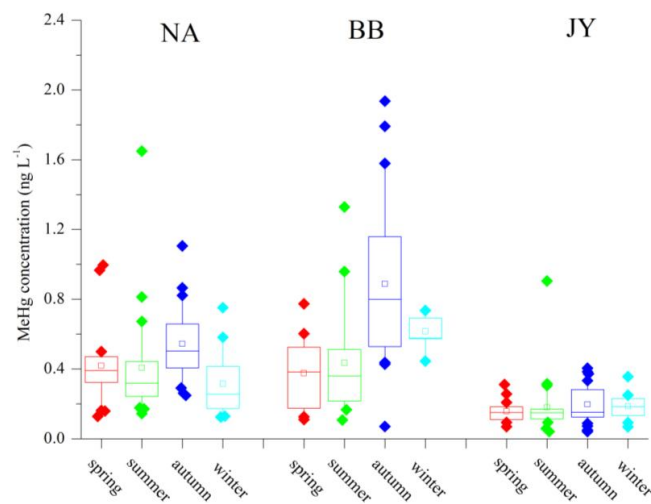 NA BB JY
2.4
2.0
1.6
1.2
0.8
0.4
0.0
MeHg concentration (ng L⁻¹)
spring summer autumn winter spring summer autumn winter spring summer autumn winter